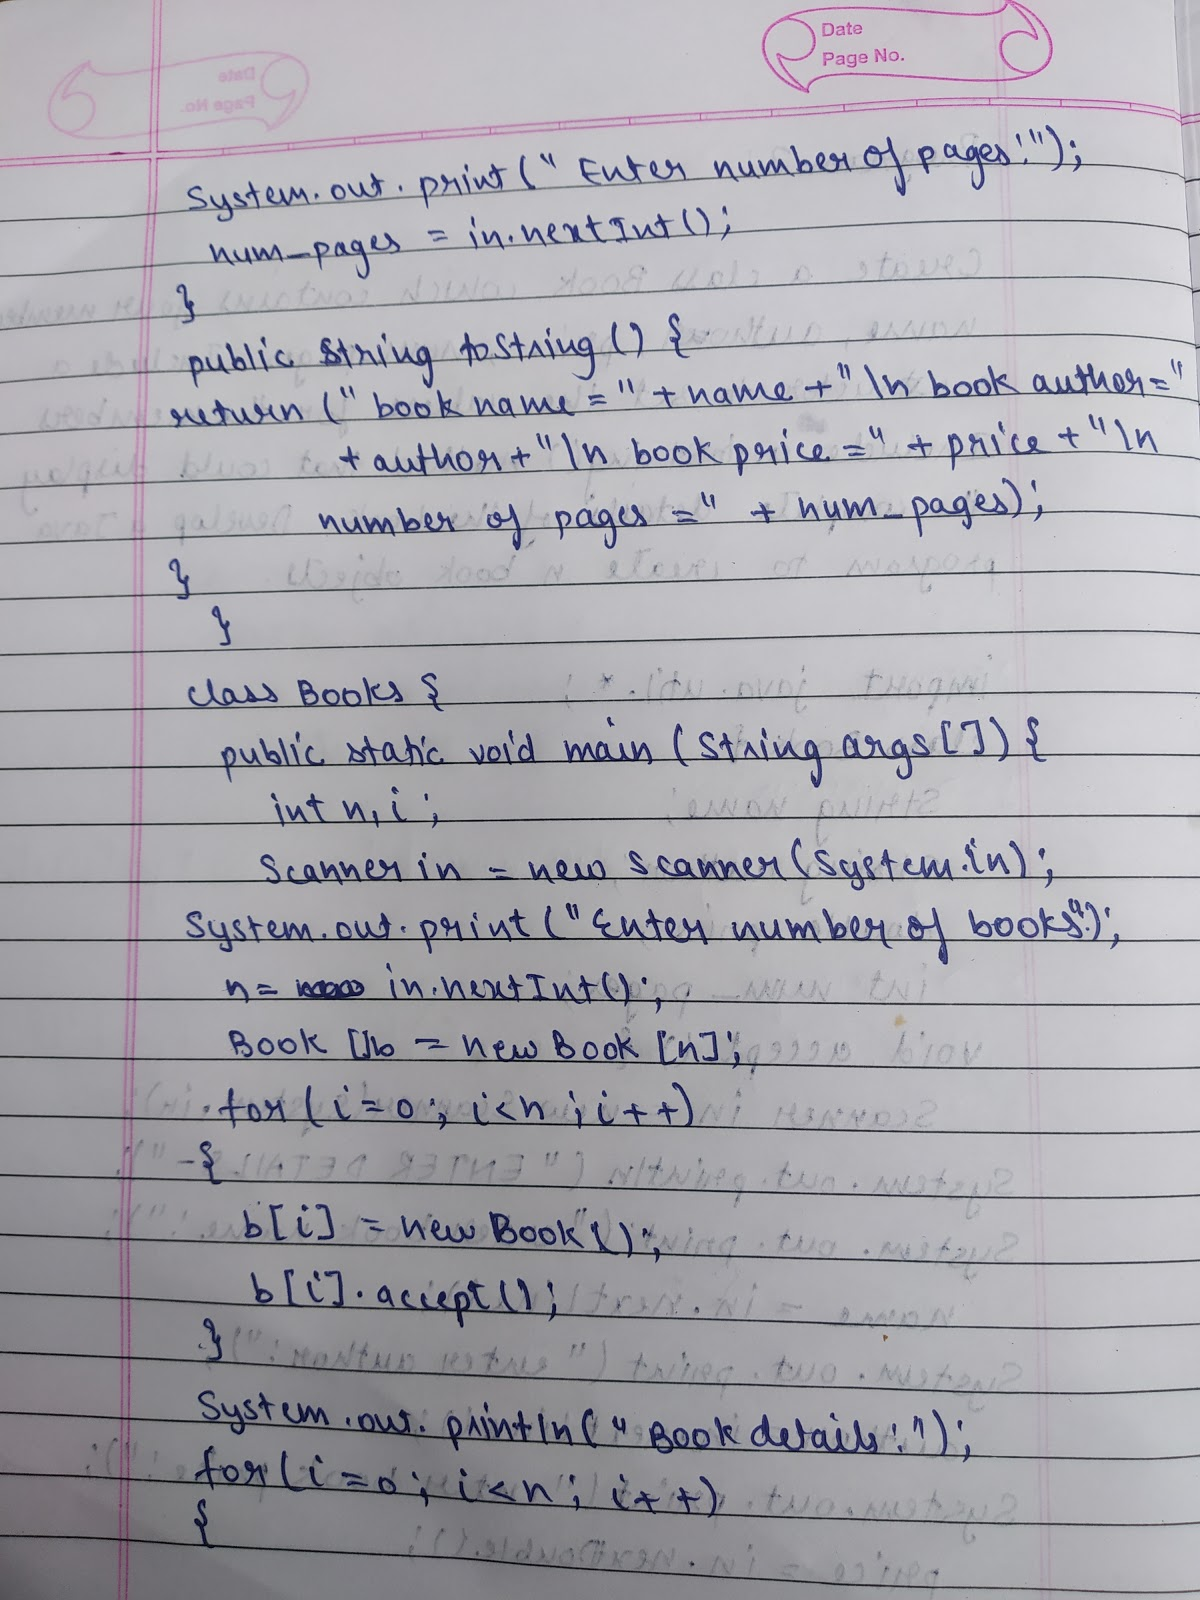 Date
Page No.
System.out.print(" Enter number of pages:");
num_pages = in.nextInt();
}
public String toString() {
return (" book name = " + name + " \n book author = "
+ author + " \n book price = " + price + " \n
number of pages = " + num_pages);
}
}
class Books {
public static void main (String args[]) {
int n, i ;
Scanner in = new Scanner(System.in);
System.out.print (" Enter number of books:");
n = in.nextInt();
Book []b = new Book [n];
for( i = 0 ; i<n ; i++)
{
b[i] = new Book ();
b[i].accept();
}
System.out.println( " Book details:");
for( i = 0 ; i<n ; i++)
{